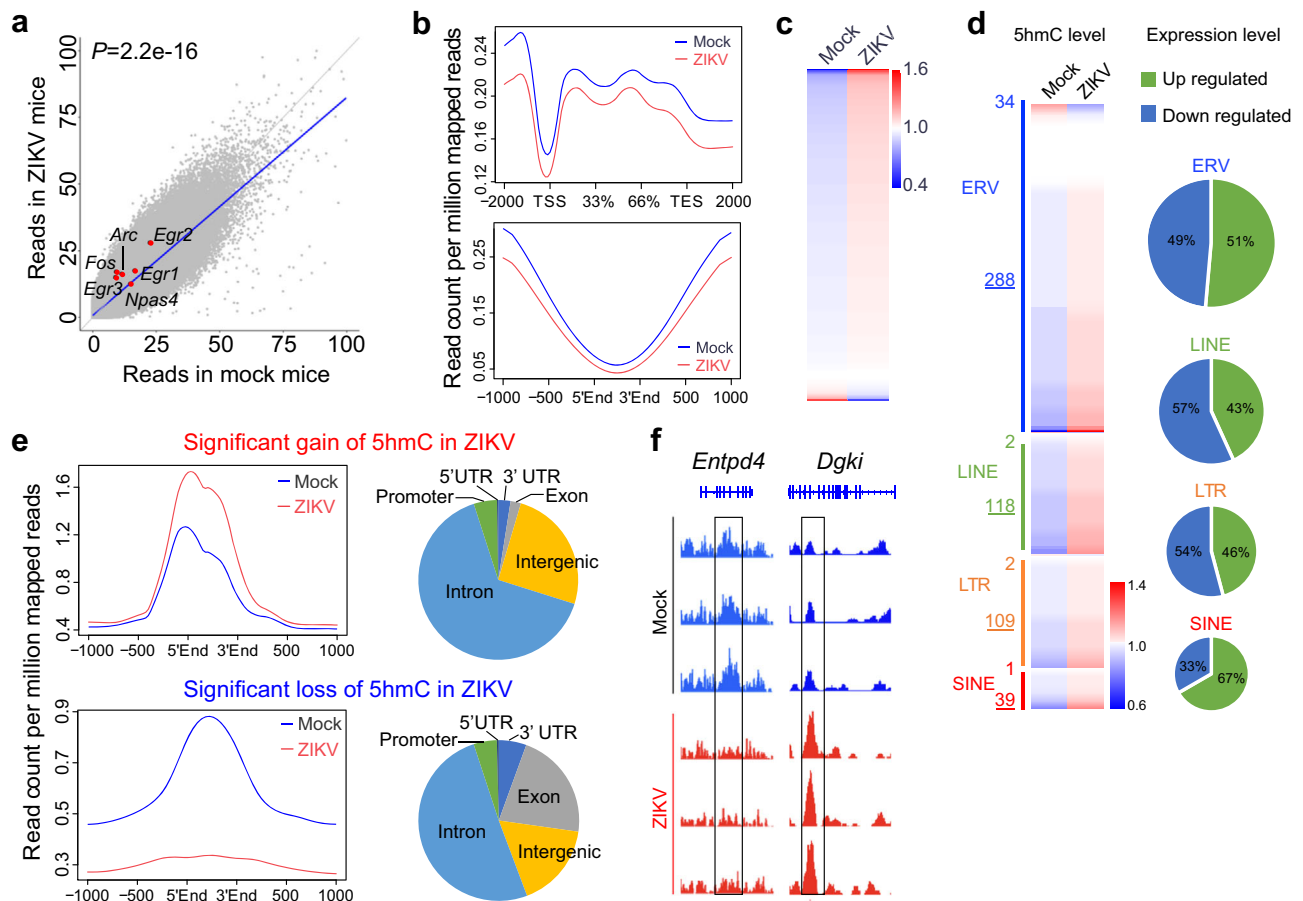 a
P=2.2e-16
Reads in ZIKV mice
100
75
50
25
0
Arc
Egr2
Fos
Egr1
Egr3
Npas4
0 25 50 75 100
Reads in mock mice
b
Read count per million mapped reads
0.24
0.20
0.16
0.12
Mock
ZIKV
−2000 TSS 33% 66% TES 2000
0.25
0.15
0.05
Mock
ZIKV
−1000 −500 5'End 3'End 500 1000
c
Mock
ZIKV
1.6
1.0
0.4
d
5hmC level
Expression level
Mock
ZIKV
Up regulated
Down regulated
34
ERV
288
2
LINE
118
2
LTR
109
1
SINE
39
1.4
1.0
0.6
ERV
49%
51%
LINE
57%
43%
LTR
54%
46%
SINE
33%
67%
e
Significant gain of 5hmC in ZIKV
Read count per million mapped reads
1.6
1.2
0.8
0.4
Mock
ZIKV
−1000 −500 5'End 3'End 500 1000
5'UTR
3' UTR
Promoter
Exon
Intergenic
Intron
Significant loss of 5hmC in ZIKV
0.9
0.7
0.5
0.3
Mock
ZIKV
−1000 −500 5'End 3'End 500 1000
5'UTR
3' UTR
Promoter
Exon
Intron
Intergenic
f
Entpd4
Dgki
Mock
ZIKV